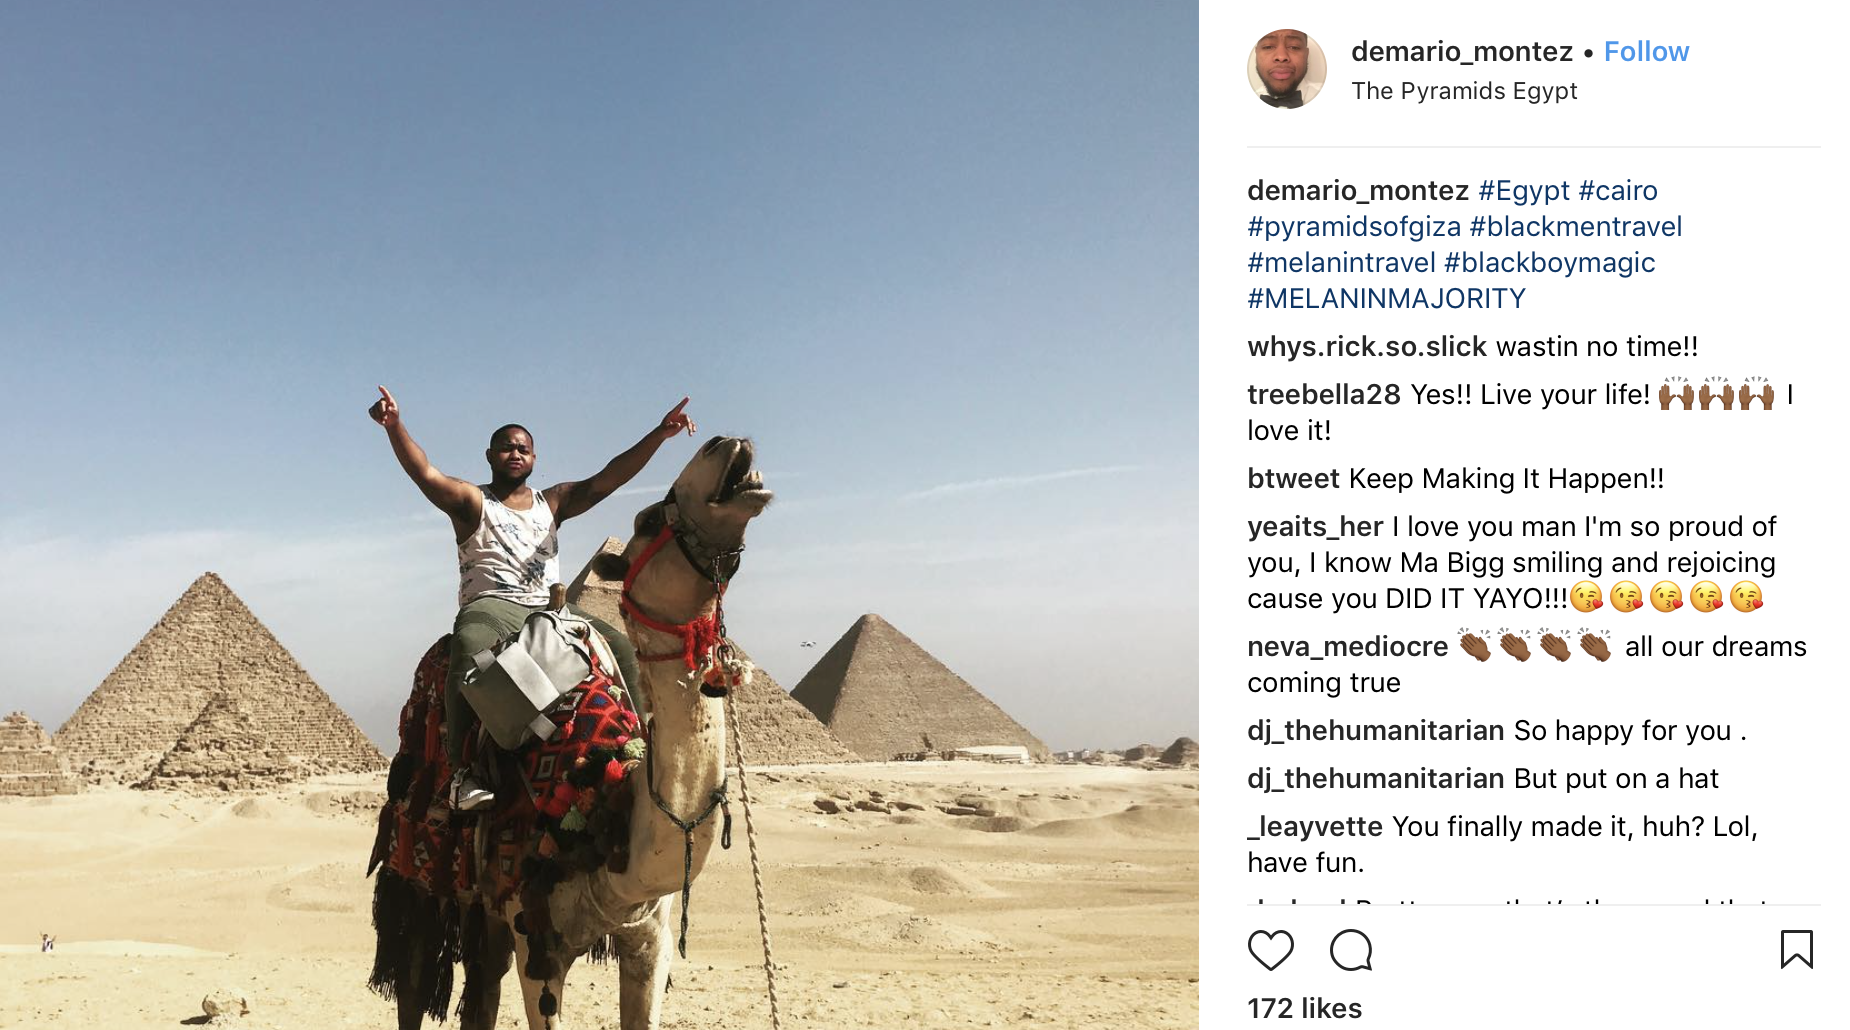 demario_montez • Follow
The Pyramids Egypt
demario_montez #Egypt #cairo
#pyramidsofgiza #blackmentravel
#melanintravel #blackboymagic
#MELANINMAJORITY
whys.rick.so.slick wastin no time!!
treebella28 Yes!! Live your life! 🙌🏾🙌🏾🙌🏾 I
love it!
btweet Keep Making It Happen!!
yeaits_her I love you man I'm so proud of
you, I know Ma Bigg smiling and rejoicing
cause you DID IT YAYO!!!😘😘😘😘😘
neva_mediocre 👏🏾👏🏾👏🏾👏🏾 all our dreams
coming true
dj_thehumanitarian So happy for you .
dj_thehumanitarian But put on a hat
_leayvette You finally made it, huh? Lol,
have fun.
172 likes